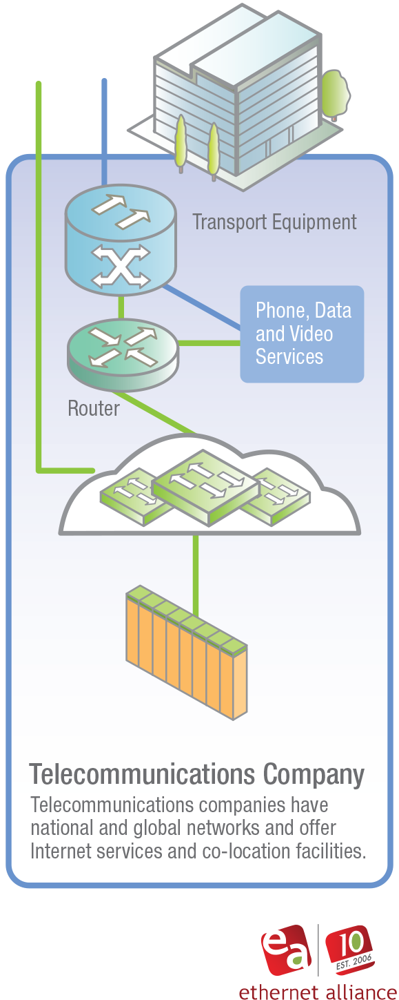 Transport Equipment
Phone, Data
and Video
Services
Router
Telecommunications Company
Telecommunications companies have
national and global networks and offer
Internet services and co-location facilities.
ea
10
EST. 2006
ethernet alliance